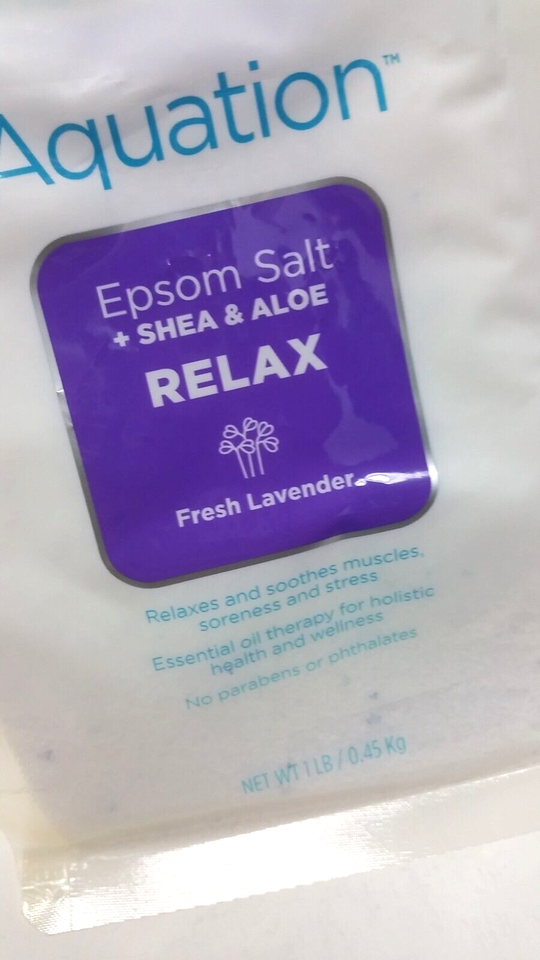 Aquation™
Epsom Salt
+ SHEA & ALOE
RELAX
Fresh Lavender
Relaxes and soothes muscles,
soreness and stress
Essential oil therapy for holistic
health and wellness
No parabens or phthalates
NET WT 1 LB / 0.45 Kg